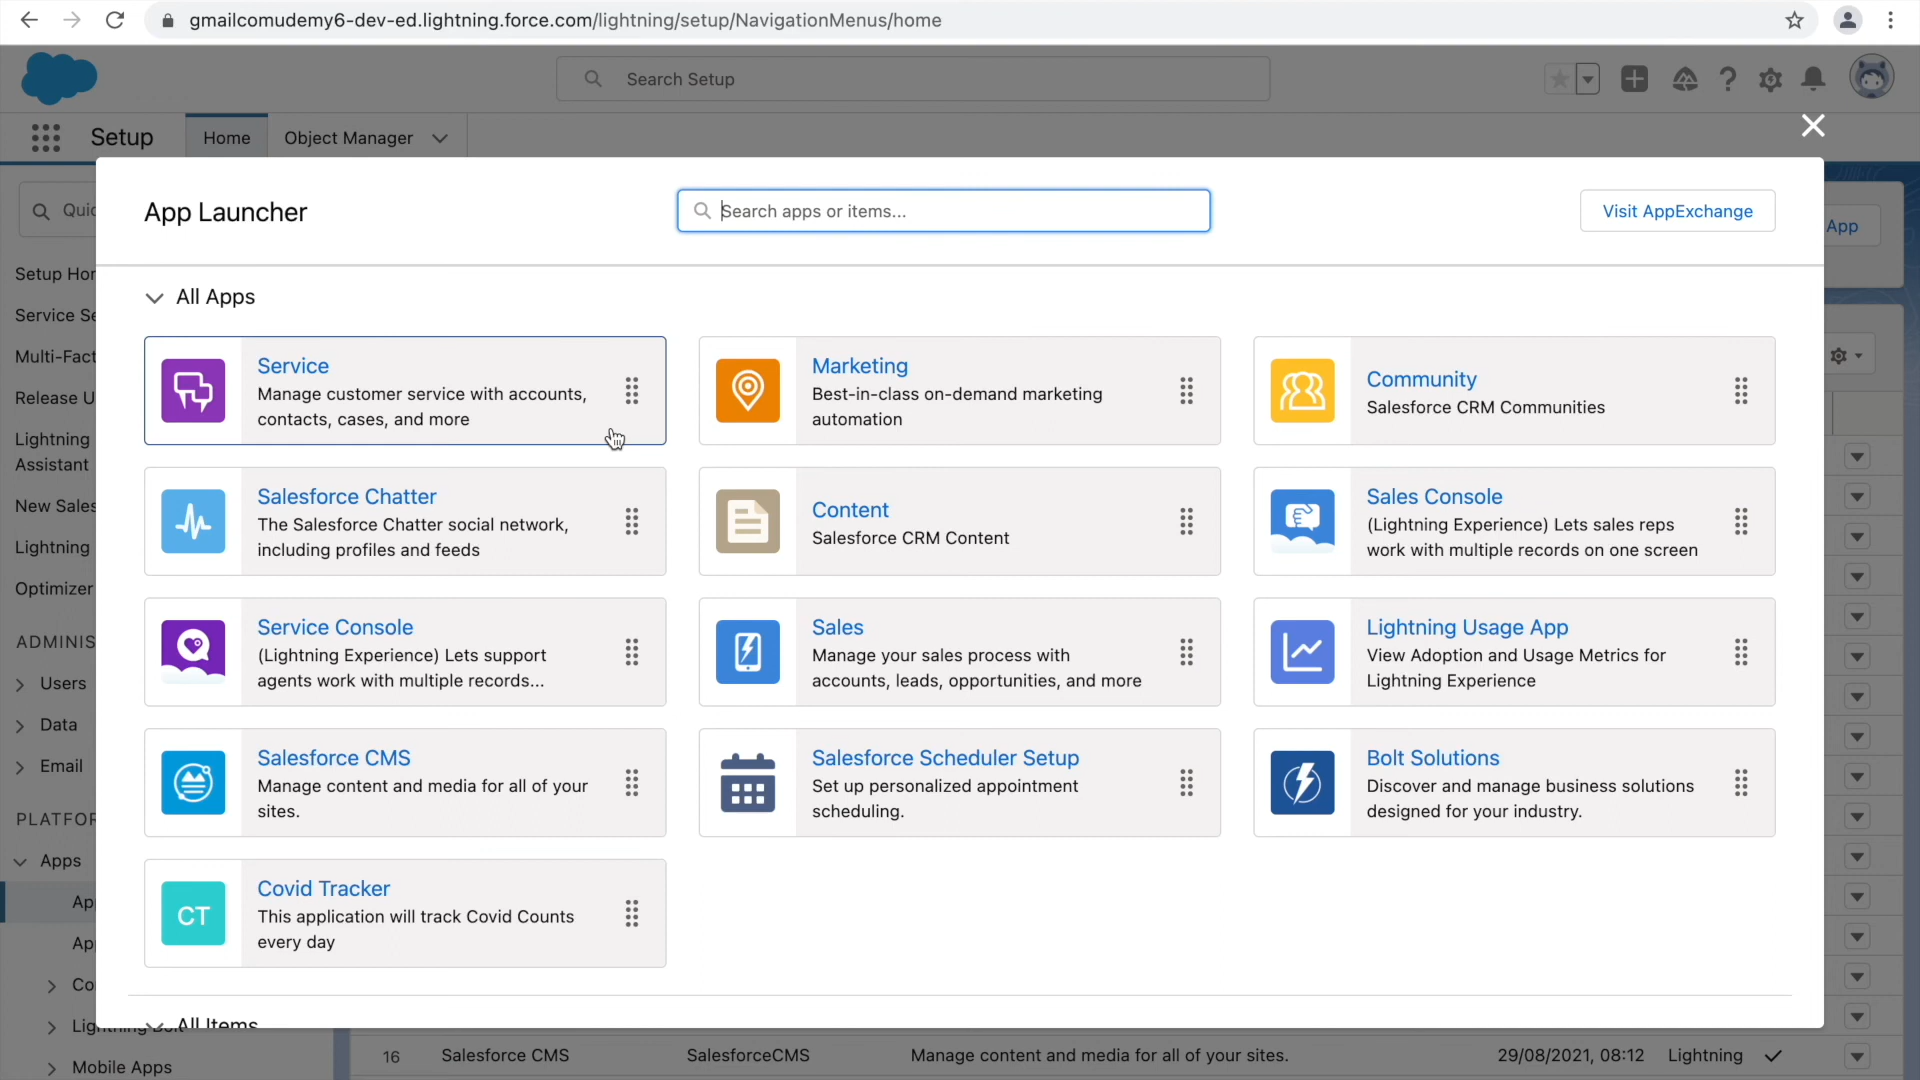 gmailcomudemy6-dev-ed.lightning.force.com/lightning/setup/NavigationMenus/home
Search Setup
Setup
Home
Object Manager
App Launcher
Search apps or items...
Visit AppExchange
Quic
App
Setup Hor
Service Se
Multi-Fact
Release U
Lightning
Assistant
New Sales
Lightning
Optimizer
ADMINIS
Users
Data
Email
PLATFOR
Apps
Ap
Ap
Co
Lightning Bolt
Mobile Apps
All Apps
Service
Manage customer service with accounts,
contacts, cases, and more
Marketing
Best-in-class on-demand marketing
automation
Community
Salesforce CRM Communities
Salesforce Chatter
The Salesforce Chatter social network,
including profiles and feeds
Content
Salesforce CRM Content
Sales Console
(Lightning Experience) Lets sales reps
work with multiple records on one screen
Service Console
(Lightning Experience) Lets support
agents work with multiple records...
Sales
Manage your sales process with
accounts, leads, opportunities, and more
Lightning Usage App
View Adoption and Usage Metrics for
Lightning Experience
Salesforce CMS
Manage content and media for all of your
sites.
Salesforce Scheduler Setup
Set up personalized appointment
scheduling.
Bolt Solutions
Discover and manage business solutions
designed for your industry.
CT
Covid Tracker
This application will track Covid Counts
every day
All Items
16 Salesforce CMS SalesforceCMS Manage content and media for all of your sites. 29/08/2021, 08:12 Lightning